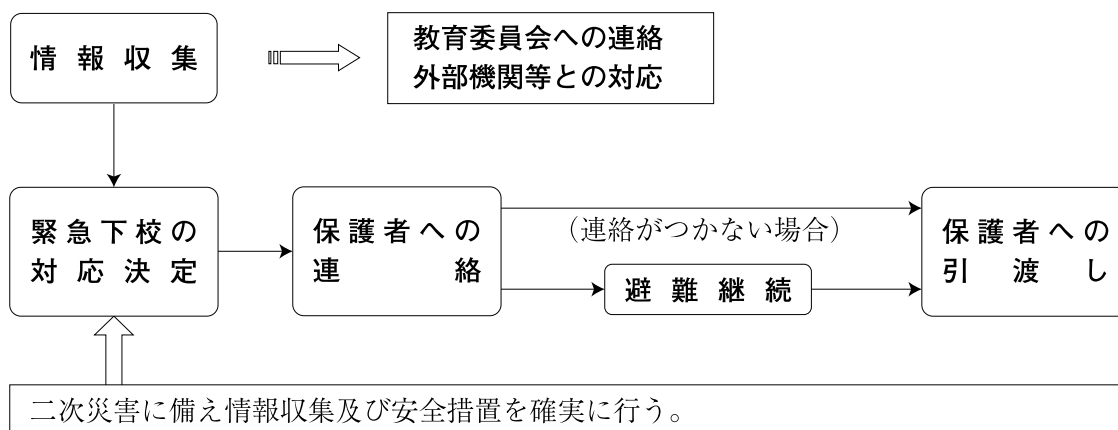 情報収集
教育委員会への連絡
外部機関等との対応
緊急下校の
対応決定
保護者への
連絡
(連絡がつかない場合)
避難継続
保護者への
引渡し
二次災害に備え情報収集及び安全措置を確実に行う。